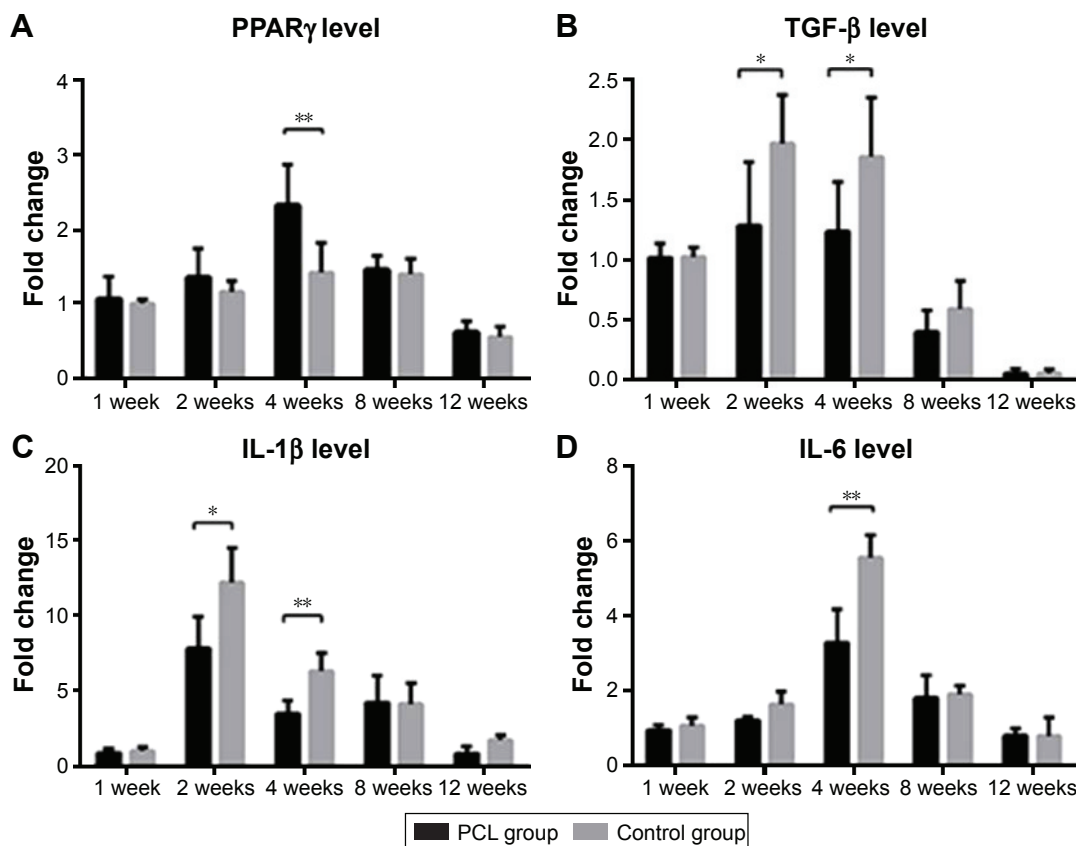 A
PPARγ level
Fold change
4
3
2
1
0
**
1 week 2 weeks 4 weeks 8 weeks 12 weeks
B
TGF-β level
Fold change
2.5
2.0
1.5
1.0
0.5
0.0
*
*
1 week 2 weeks 4 weeks 8 weeks 12 weeks
C
IL-1β level
Fold change
20
15
10
5
0
*
**
1 week 2 weeks 4 weeks 8 weeks 12 weeks
D
IL-6 level
Fold change
8
6
4
2
0
**
1 week 2 weeks 4 weeks 8 weeks 12 weeks
PCL group Control group